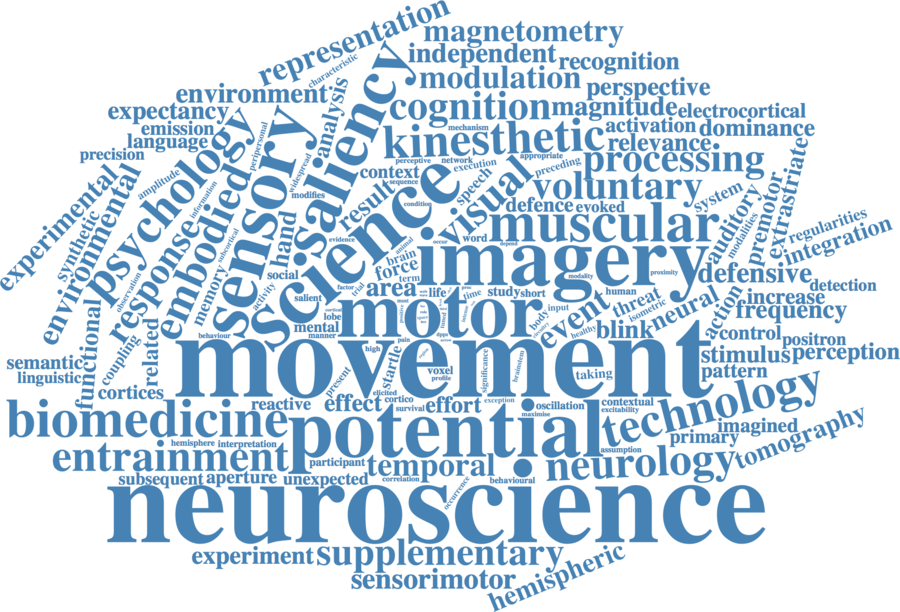 representation
magnetometry
characteristic
independent
recognition
environment
saliency
modulation
perspective
expectancy
analysis
cognition
magnitude
electrocortical
emission
sensory
mechanism
activation
dominance
language
psychology
peripersonal
kinesthetic
relevance
precision
widespread
perceptive
network
execution
appropriate
processing
extrastriate
experimental
amplitude
modifies
context
sequence
speech
preceding
voluntary
system
premotor
synthetic
environmental
information
embodied
hand
result
science
condition
visual
defence
evoked
auditory
modalities
regularities
response
subcortical
evidence
animal
word
muscular
integration
observation
memory
social
brain
occur
depend
imagery
force
term
defensive
functional
activity
factor
trial
area
life
study
short
modality
human
proximity
detection
coupling
salient
motor
time
body
input
event
threat
isometric
neural
action
increase
frequency
related
behaviour
lobe
mental
manner
healthy
blink
control
positron
semantic
linguistic
movement
pain
high
stimulus
perception
cortices
present
startle
elicited
voxel
profile
significance
brainstem
taking
pattern
biomedicine
reactive
effect
cortico
survival
effort
exception
maximise
oscillation
contextual
excitability
technology
imagined
hemisphere
interpretation
potential
assumption
primary
tomography
entrainment
participant
temporal
neurology
subsequent
aperture
unexpected
correlation
occurrence
behavioural
neuroscience
experiment
supplementary
sensorimotor
hemispheric